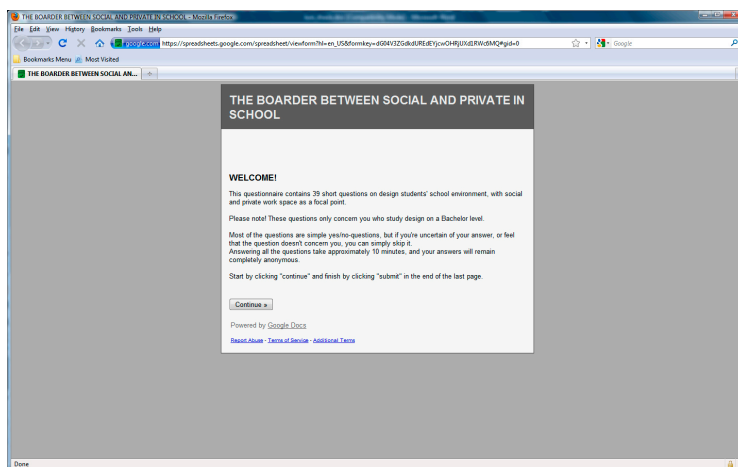 THE BOARDER BETWEEN SOCIAL AND PRIVATE IN SCHOOL - Mozilla Firefox
File Edit View History Bookmarks Tools Help
google.com https://spreadsheets.google.com/spreadsheet/viewform?hl=en_US&formkey=
Google
Bookmarks Menu Most Visited
THE BOARDER BETWEEN SOCIAL AN...
THE BOARDER BETWEEN SOCIAL AND PRIVATE IN
SCHOOL
WELCOME!
This questionnaire contains 39 short questions on design students' school environment, with social
and private work space as a focal point.
Please note! These questions only concern you who study design on a Bachelor level.
Most of the questions are simple yes/no-questions, but if you're uncertain of your answer, or feel
that the question doesn't concern you, you can simply skip it.
Answering all the questions take approximately 10 minutes, and your answers will remain
completely anonymous.
Start by clicking "continue" and finish by clicking "submit" in the end of the last page.
Continue »
Powered by Google Docs
Report Abuse - Terms of Service - Additional Terms
Done